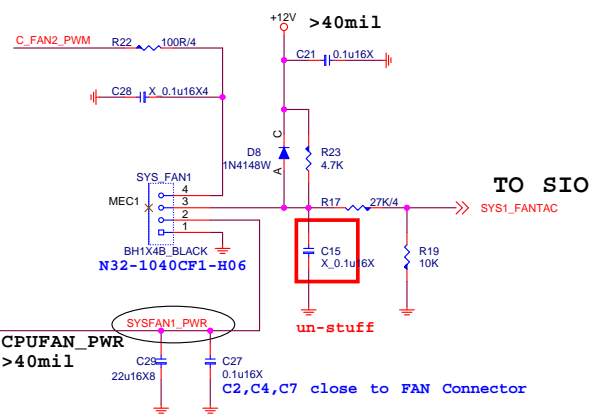 +12V
>40mil
C_FAN2_PWM
R22
100R/4
C21
0.1u16X
C28
X_0.1u16X4
D8
1N4148W
C
A
R23
4.7K
SYS_FAN1
MEC1
4
3
2
1
BH1X4B_BLACK
N32-1040CF1-H06
R17
27K/4
TO SIO
SYS1_FANTAC
C15
X_0.1u16X
R19
10K
un-stuff
SYSFAN1_PWR
CPUFAN_PWR
>40mil
C29
22u16X8
C27
0.1u16X
C2,C4,C7 close to FAN Connector